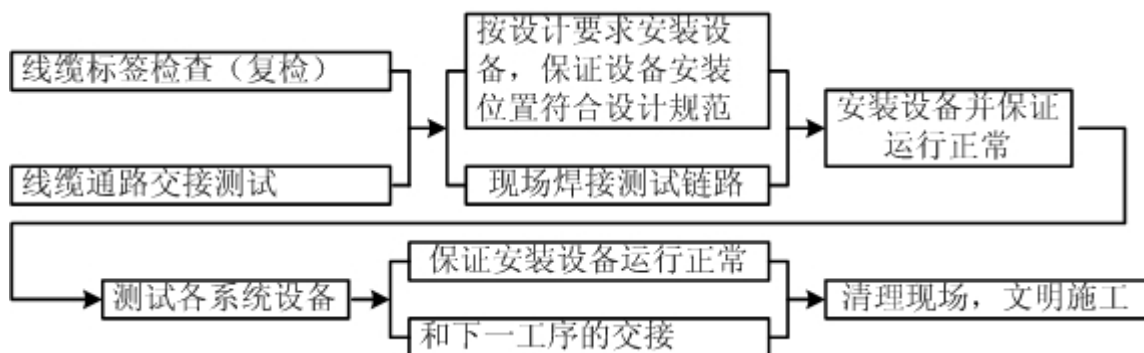 线缆标签检查（复检）
线缆通路交接测试
按设计要求安装设
备，保证设备安装
位置符合设计规范
现场焊接测试链路
安装设备并保证
运行正常
测试各系统设备
保证安装设备运行正常
和下一工序的交接
清理现场，文明施工